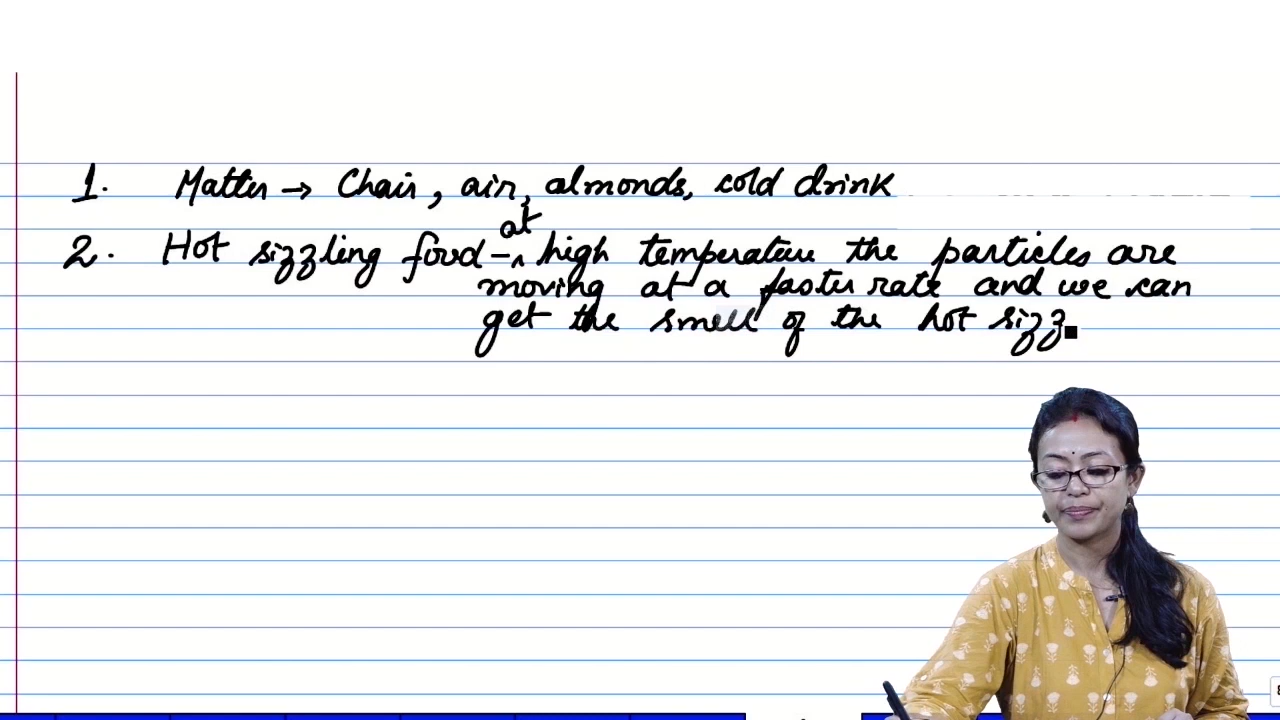 1. Matter → Chair, air, almonds, cold drink
at
2. Hot sizzling food - ^ high temperature the particles are
moving at a faster rate and we can
get the smell of the hot sizz